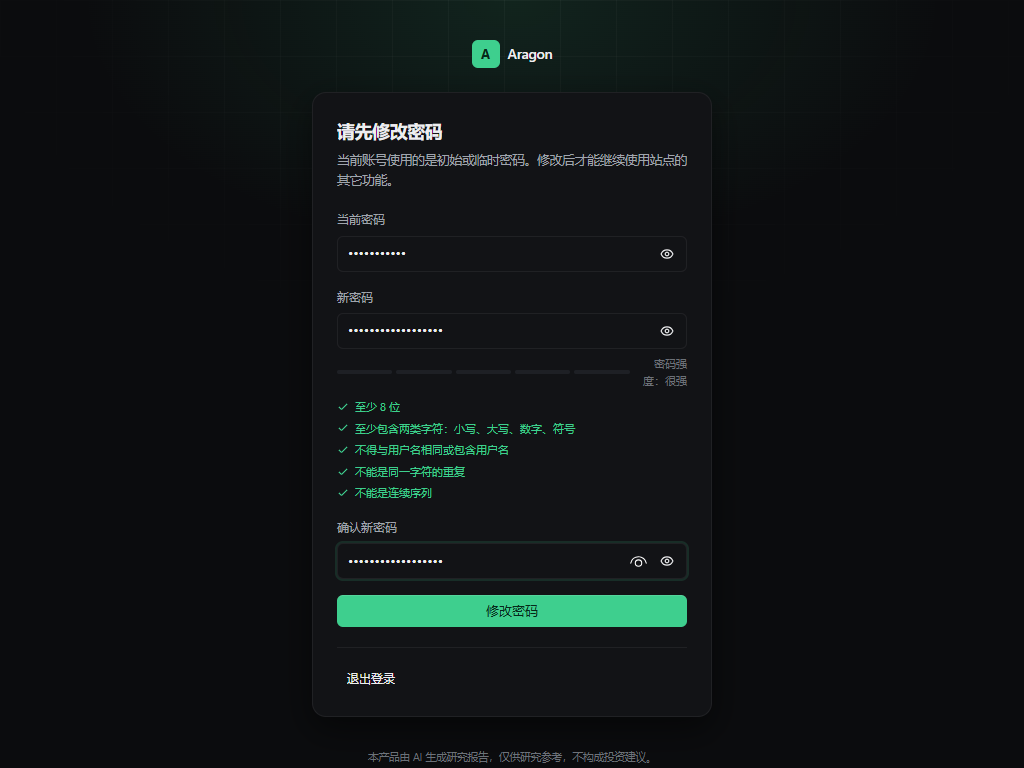 A Aragon
请先修改密码
当前账号使用的是初始或临时密码。修改后才能继续使用站点的
其它功能。
当前密码
•••••••••••
新密码
••••••••••••••••••
密码强
度：很强
至少 8 位
至少包含两类字符：小写、大写、数字、符号
不得与用户名相同或包含用户名
不能是同一字符的重复
不能是连续序列
确认新密码
••••••••••••••••••
修改密码
退出登录
本产品由 AI 生成研究报告，仅供研究参考，不构成投资建议。